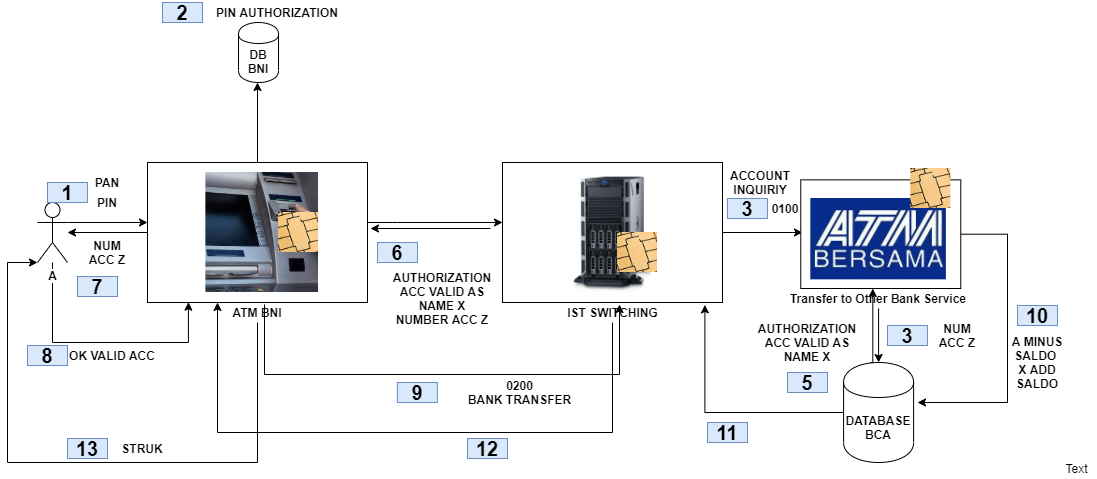 2 PIN AUTHORIZATION
DB
BNI
1
PAN
PIN
NUM
ACC Z
7
A
8
OK VALID ACC
ATM BNI
6
AUTHORIZATION
ACC VALID AS
NAME X
NUMBER ACC Z
IST SWITCHING
ACCOUNT
INQUIRIY
3 0100
ATM
BERSAMA
Transfer to Other Bank Service
AUTHORIZATION
ACC VALID AS
NAME X
5
3
NUM
ACC Z
10
A MINUS
SALDO
X ADD
SALDO
9
0200
BANK TRANSFER
DATABASE
BCA
11
12
13 STRUK
Text